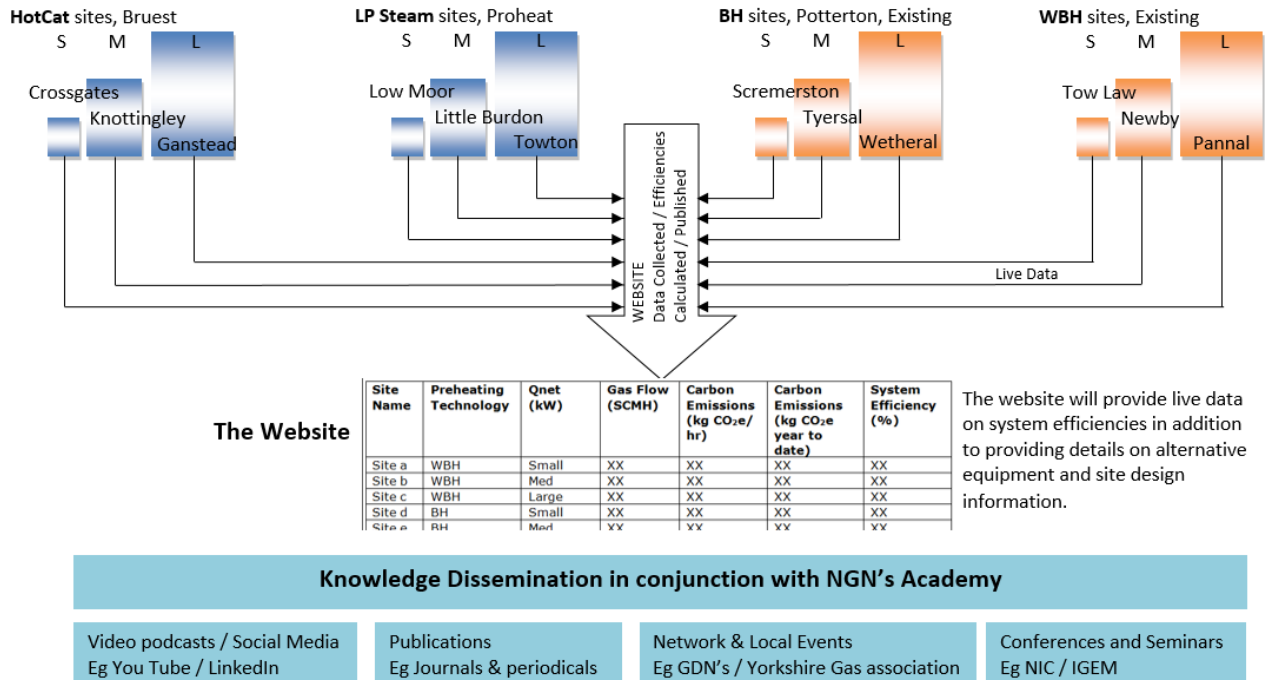 HotCat sites, Bruest
S M L
Crossgates
Knottingley
Ganstead
LP Steam sites, Proheat
S M L
Low Moor
Little Burdon
Towton
BH sites, Potterton, Existing
S M L
Scremerston
Tyersal
Wetheral
WBH sites, Existing
S M L
Tow Law
Newby
Pannal
WEBSITE
Data Collected / Efficiencies
Calculated / Published
Live Data
The Website
Site Name Preheating Technology Qnet (kW) Gas Flow (SCMH) Carbon Emissions (kg CO₂e/ hr) Carbon Emissions (kg CO₂e year to date) System Efficiency (%)
Site a WBH Small XX XX XX XX
Site b WBH Med XX XX XX XX
Site c WBH Large XX XX XX XX
Site d BH Small XX XX XX XX
Site e BH Med XX XX XX XX
The website will provide live data
on system efficiencies in addition
to providing details on alternative
equipment and site design
information.
Knowledge Dissemination in conjunction with NGN’s Academy
Video podcasts / Social Media
Eg You Tube / LinkedIn
Publications
Eg Journals & periodicals
Network & Local Events
Eg GDN’s / Yorkshire Gas association
Conferences and Seminars
Eg NIC / IGEM